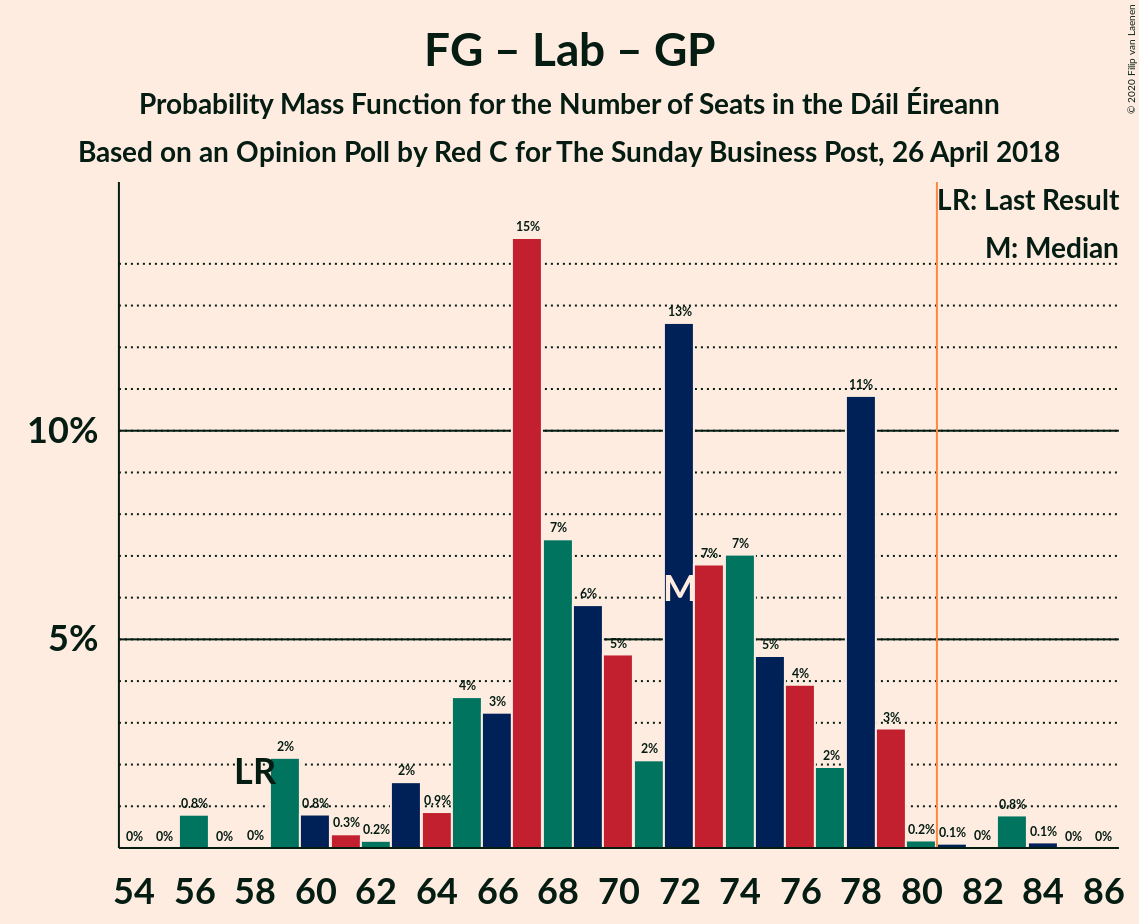 FG – Lab – GP
Probability Mass Function for the Number of Seats in the Dáil Éireann
Based on an Opinion Poll by Red C for The Sunday Business Post, 26 April 2018
© 2020 Filip van Laenen
LR: Last Result
M: Median
10%
5%
0% 0% 0.8% 0% 0% 2% 0.8% 0.3% 0.2% 2% 0.9% 4% 3% 15% 7% 6% 5% 2% 13% 7% 7% 5% 4% 2% 11% 3% 0.2% 0.1% 0% 0.8% 0.1% 0% 0%
LR
M
54 56 58 60 62 64 66 68 70 72 74 76 78 80 82 84 86